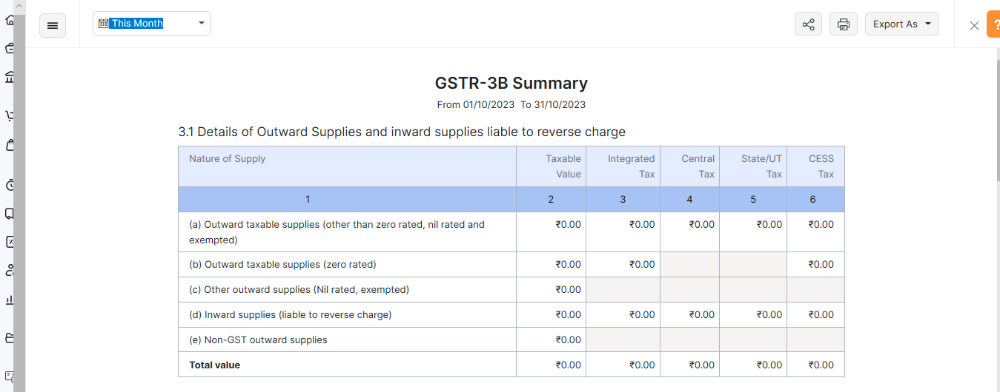 This Month
Export As
?
GSTR-3B Summary
From 01/10/2023 To 31/10/2023
3.1 Details of Outward Supplies and inward supplies liable to reverse charge
Nature of Supply Taxable Value Integrated Tax Central Tax State/UT Tax CESS Tax
1 2 3 4 5 6
(a) Outward taxable supplies (other than zero rated, nil rated and exempted) ₹0.00 ₹0.00 ₹0.00 ₹0.00 ₹0.00
(b) Outward taxable supplies (zero rated) ₹0.00 ₹0.00 ₹0.00
(c) Other outward supplies (Nil rated, exempted) ₹0.00
(d) Inward supplies (liable to reverse charge) ₹0.00 ₹0.00 ₹0.00 ₹0.00 ₹0.00
(e) Non-GST outward supplies ₹0.00
Total value ₹0.00 ₹0.00 ₹0.00 ₹0.00 ₹0.00